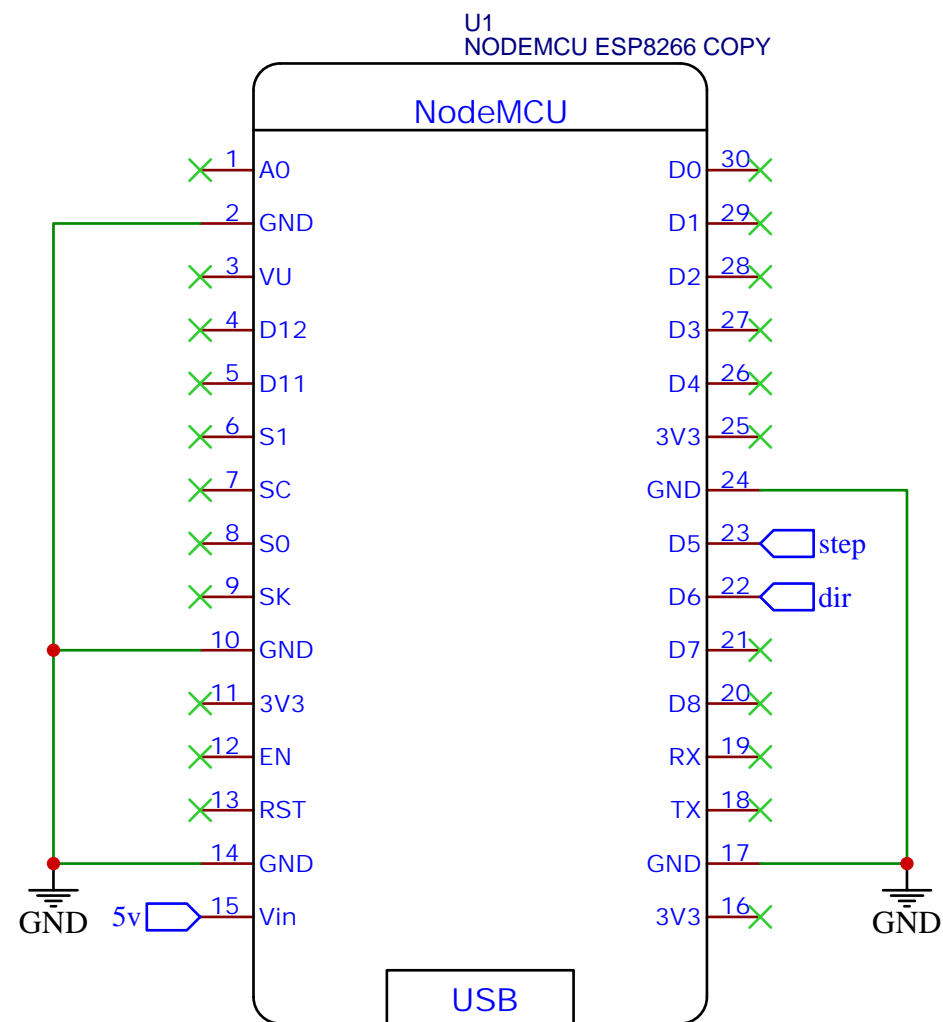 U1
NODEMCU ESP8266 COPY
NodeMCU
1 A0 D0 30
2 GND D1 29
3 VU D2 28
4 D12 D3 27
5 D11 D4 26
6 S1 3V3 25
7 SC GND 24
8 S0 D5 23 step
9 SK D6 22 dir
10 GND D7 21
11 3V3 D8 20
12 EN RX 19
13 RST TX 18
14 GND GND 17
GND 5v 15 Vin 3V3 16 GND
USB